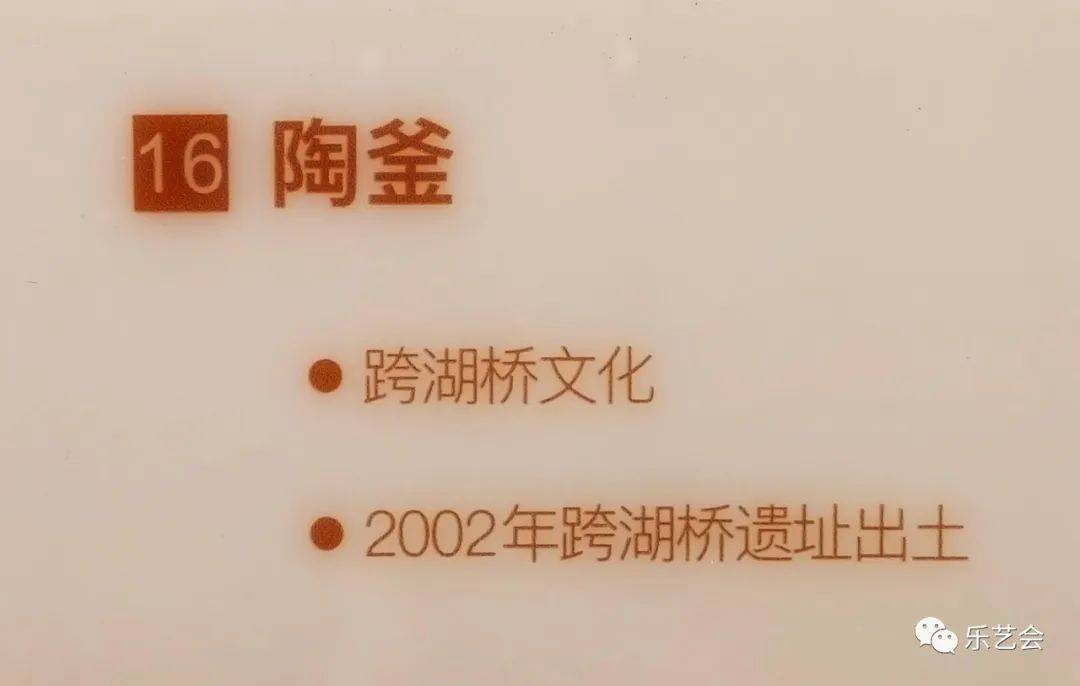 16 陶釜
● 跨湖桥文化
● 2002年跨湖桥遗址出土
乐艺会